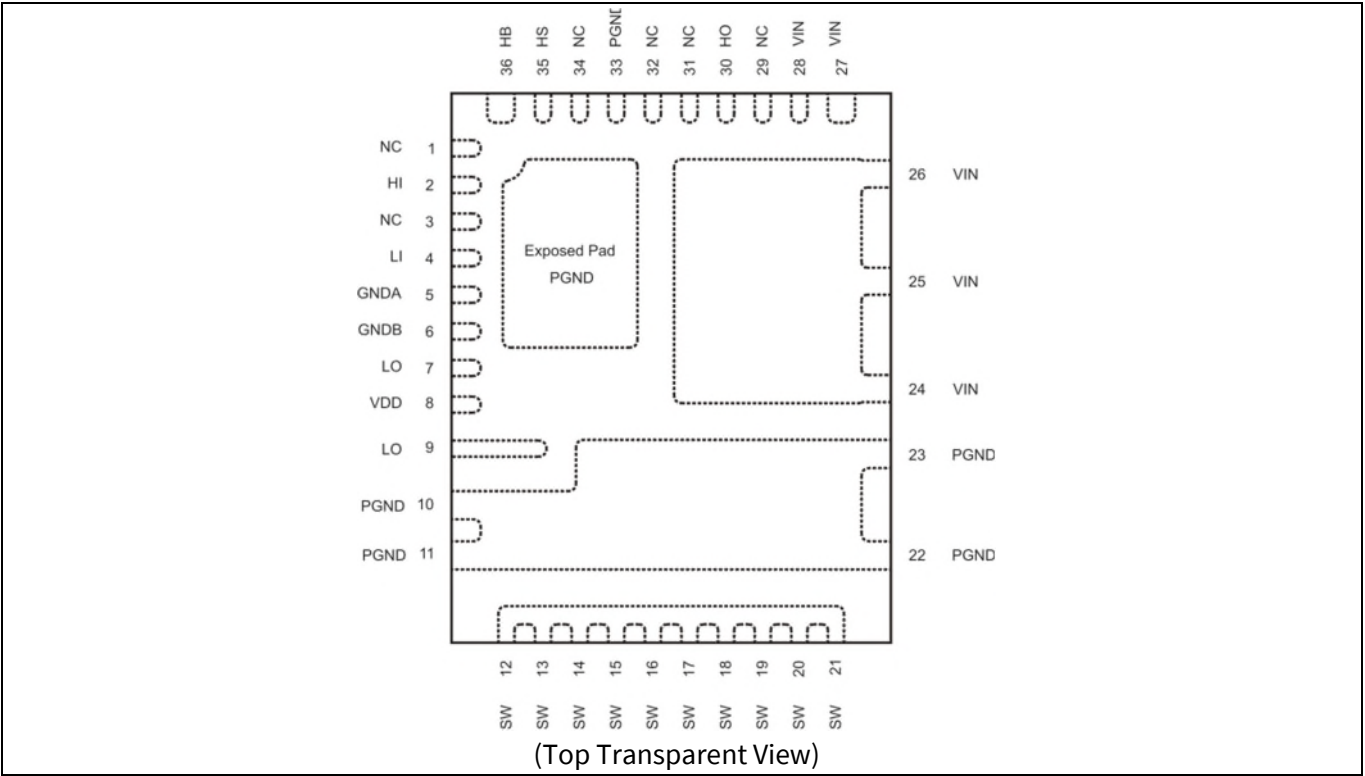 36 HB
35 HS
34 NC
33 PGND
32 NC
31 NC
30 HO
29 NC
28 VIN
27 VIN
NC 1
HI 2
NC 3
LI 4
GNDA 5
GNDB 6
LO 7
VDD 8
LO 9
PGND 10
PGND 11
Exposed Pad
PGND
26 VIN
25 VIN
24 VIN
23 PGND
22 PGND
12 SW
13 SW
14 SW
15 SW
16 SW
17 SW
18 SW
19 SW
20 SW
21 SW
(Top Transparent View)